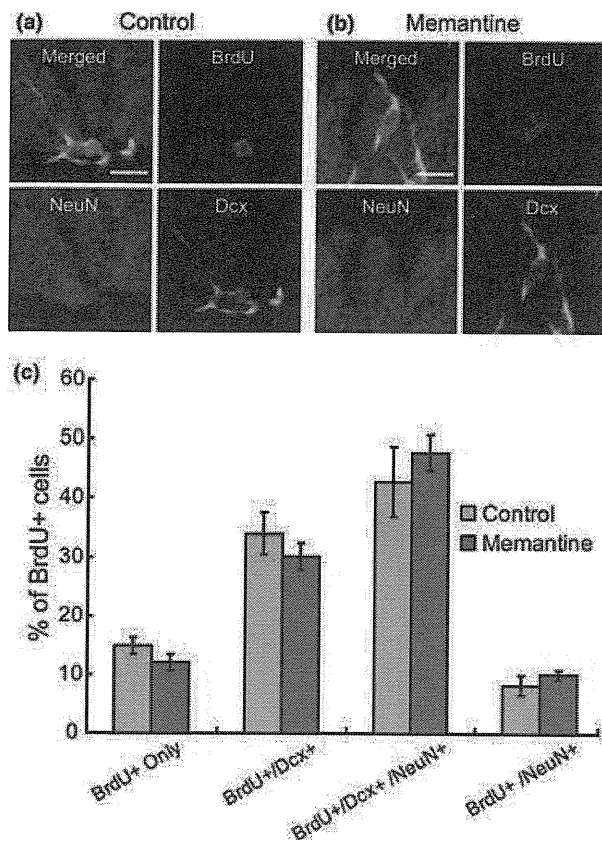 (a) Control
(b) Memantine
Merged
BrdU
Merged
BrdU
NeuN
Dcx
NeuN
Dcx
(c)
60
50
40
30
20
10
0
% of BrdU+ cells
Control
Memantine
BrdU+ Only
BrdU+/Dcx+
BrdU+/Dcx+ /NeuN+
BrdU+ /NeuN+